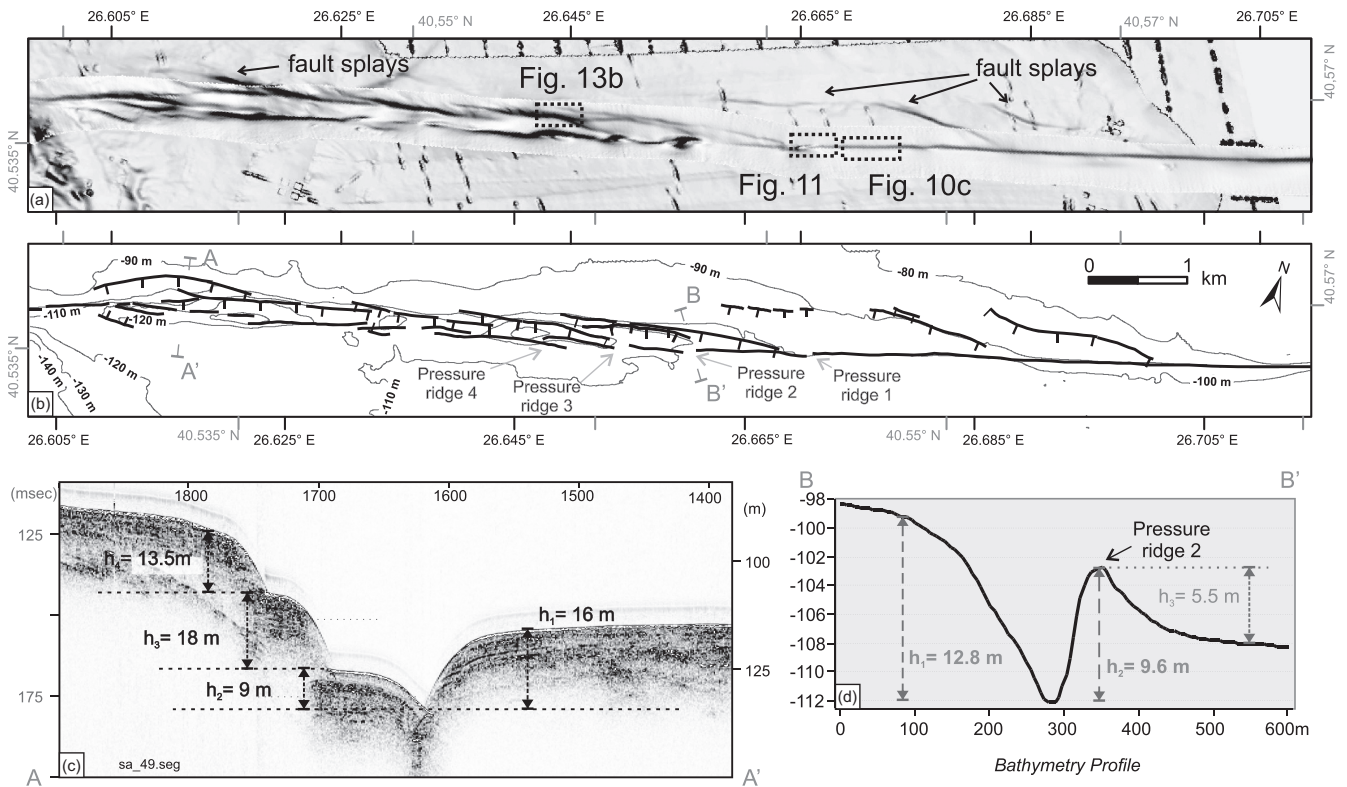 26.605° E 26.625° E 40,55° N 26.645° E 26.665° E 26.685° E 40,57° N 26.705° E
fault splays
Fig. 13b
fault splays
40,57° N
40.535° N
Fig. 11 Fig. 10c
(a)
A
-90 m
-90 m
-80 m
0 1
km
N
40.57° N
B
-110 m
-120 m
40.535° N
-140 m
-130 m
-120 m
A'
-110 m
Pressure
ridge 4
Pressure
ridge 3
B'
Pressure
ridge 2
Pressure
ridge 1
-100 m
(b)
26.605° E 40.535° N 26.625° E 26.645° E 26.665° E 40.55° N 26.685° E 26.705° E
(msec)
1800 1700 1600 1500 1400
(m)
125
175
100
125
h₄= 13.5m
h₃= 18 m
h₂= 9 m
h₁= 16 m
(c)
sa_49.seg
A A'
B B'
-98
-100
-102
-104
-106
-108
-110
-112
Pressure
ridge 2
h₃= 5.5 m
h₁= 12.8 m
h₂= 9.6 m
(d)
0 100 200 300 400 500 600m
Bathymetry Profile